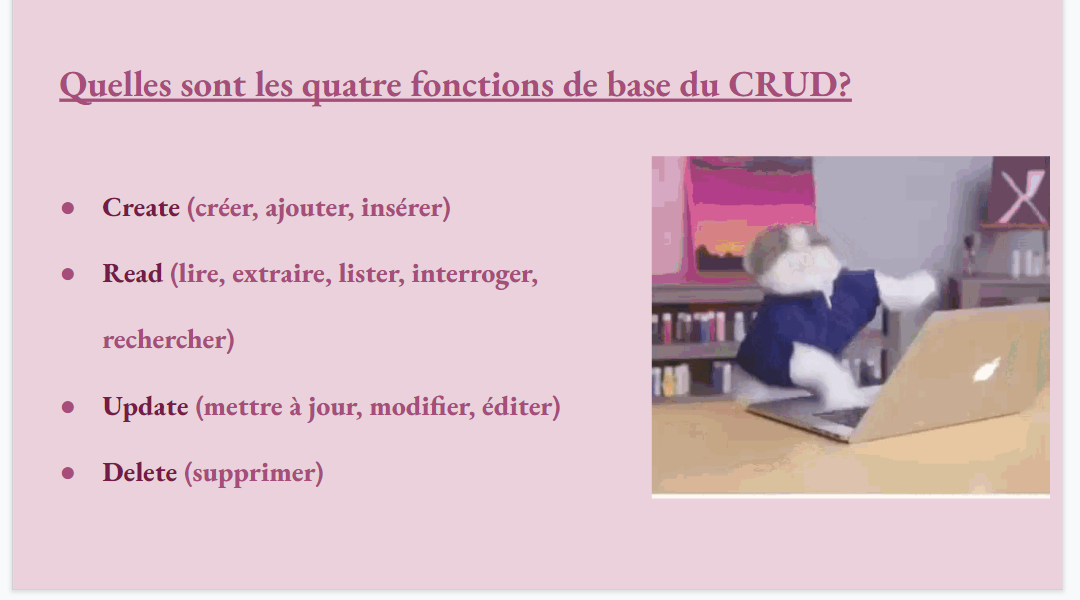 Quelles sont les quatre fonctions de base du CRUD?
● Create (créer, ajouter, insérer)
● Read (lire, extraire, lister, interroger,
rechercher)
● Update (mettre à jour, modifier, éditer)
● Delete (supprimer)